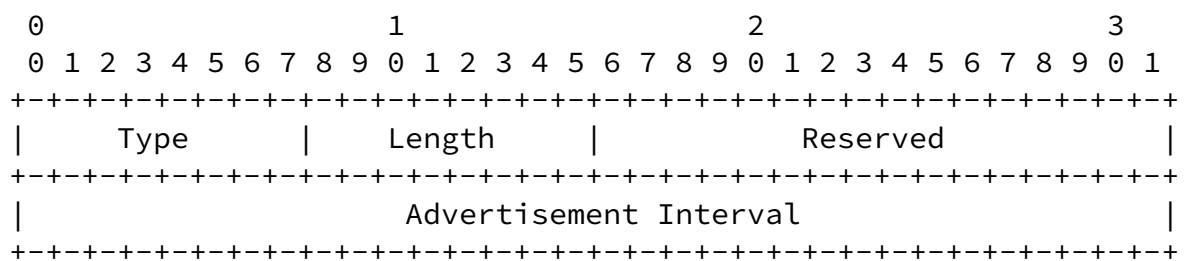 0                   1                   2                   3
 0 1 2 3 4 5 6 7 8 9 0 1 2 3 4 5 6 7 8 9 0 1 2 3 4 5 6 7 8 9 0 1
+-+-+-+-+-+-+-+-+-+-+-+-+-+-+-+-+-+-+-+-+-+-+-+-+-+-+-+-+-+-+-+-+
|     Type      |    Length     |           Reserved            |
+-+-+-+-+-+-+-+-+-+-+-+-+-+-+-+-+-+-+-+-+-+-+-+-+-+-+-+-+-+-+-+-+
|                     Advertisement Interval                    |
+-+-+-+-+-+-+-+-+-+-+-+-+-+-+-+-+-+-+-+-+-+-+-+-+-+-+-+-+-+-+-+-+